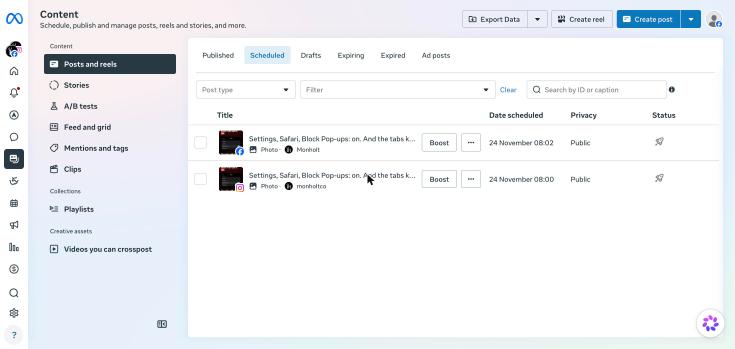 Content
Schedule, publish and manage posts, reels and stories, and more.
Export Data
Create reel
Create post
Content
Posts and reels
Stories
A/B tests
Feed and grid
Mentions and tags
Clips
Collections
Playlists
Creative assets
Videos you can crosspost
Published Scheduled Drafts Expiring Expired Ad posts
Post type Filter Clear Search by ID or caption
Title Date scheduled Privacy Status
Settings, Safari, Block Pop-ups: on. And the tabs k... Boost ... 24 November 08:02 Public
Photo · Monholt
Settings, Safari, Block Pop-ups: on. And the tabs k... Boost ... 24 November 08:00 Public
Photo · monholtco
?